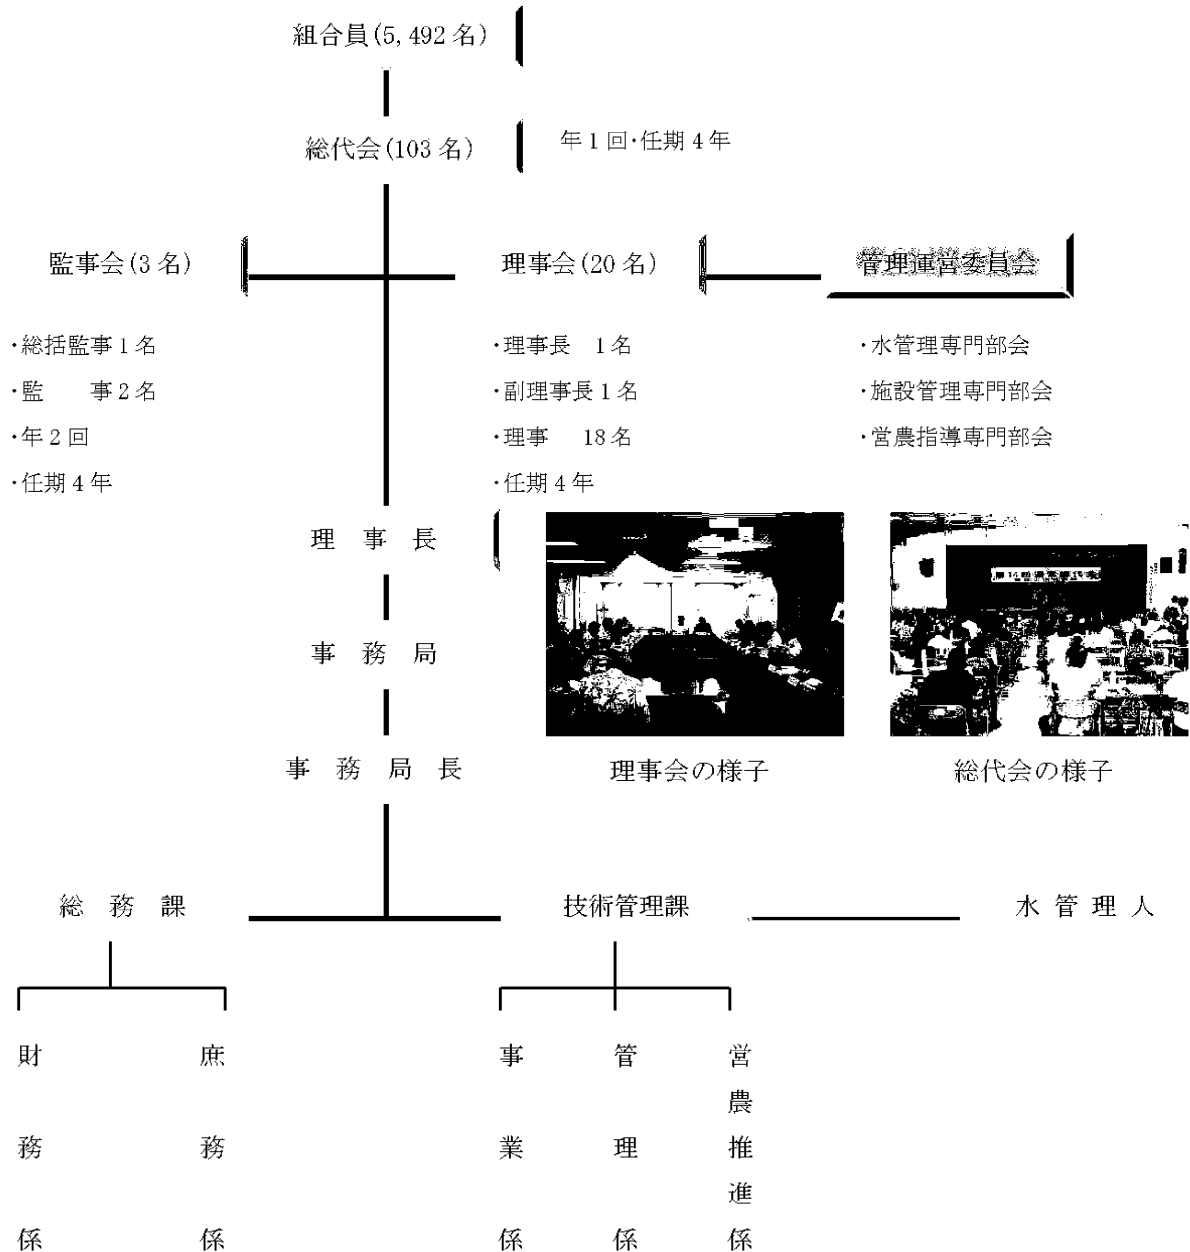 組合員(5,492名)
総代会(103名)
年1回・任期4年
監事会(3名)
理事会(20名)
管理運営委員会
・総括監事1名
・監　　事2名
・年2回
・任期4年
・理事長　1名
・副理事長1名
・理事　18名
・任期4年
・水管理専門部会
・施設管理専門部会
・営農指導専門部会
理　事　長
事　務　局
事　務　局　長
理事会の様子
総代会の様子
総　務　課
技術管理課
水 管 理 人
財務係
庶務係
事業係
管理係
営農推進係